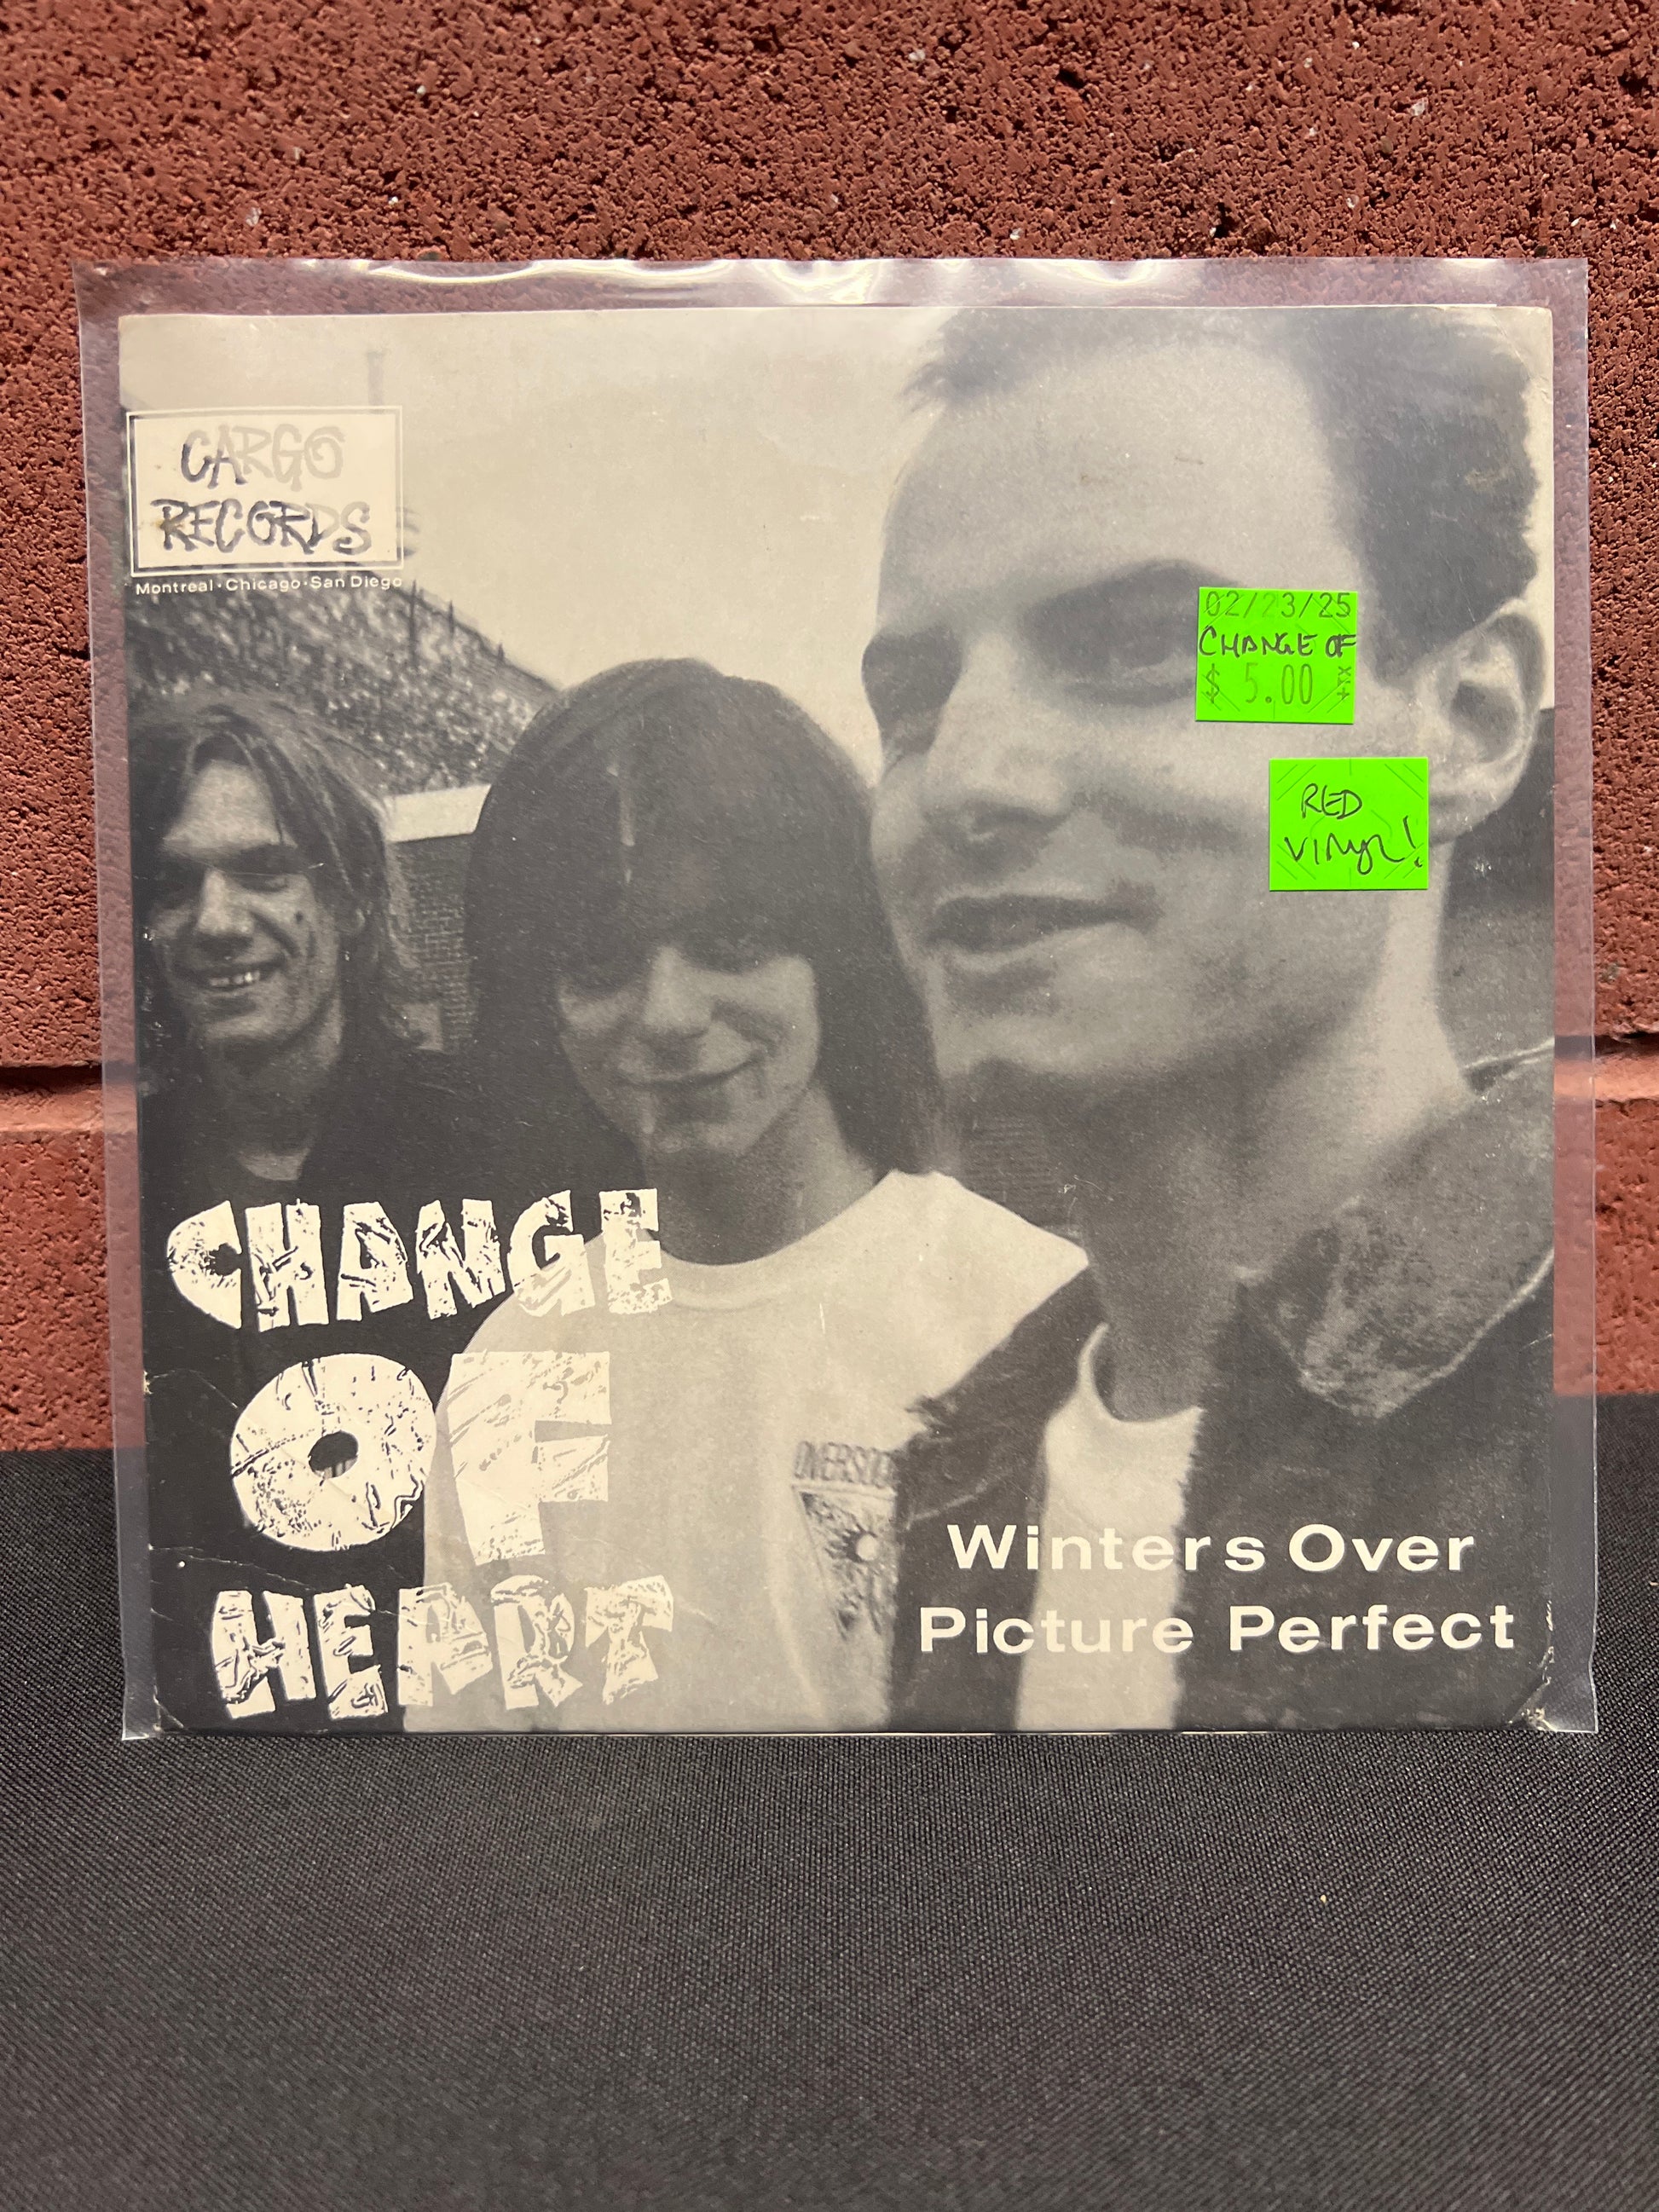 CARGO
RECORDS
Montreal·Chicago·San Diego
02/23/25
CHANGE OF
$ 5.00
RED
VINYL!
CHANGE
OF
HEART
Winters Over
Picture Perfect